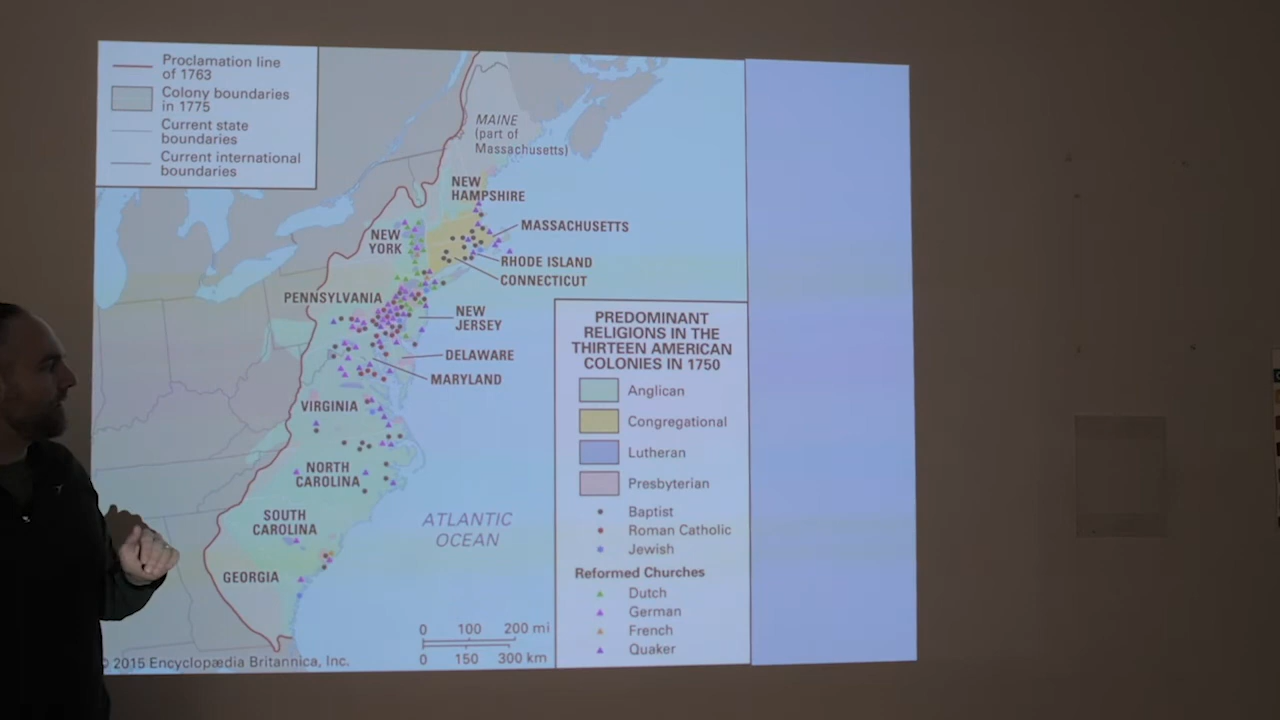 Proclamation line
of 1763
Colony boundaries
in 1775
Current state
boundaries
Current international
boundaries
MAINE
(part of
Massachusetts)
NEW
HAMPSHIRE
MASSACHUSETTS
NEW
YORK
RHODE ISLAND
CONNECTICUT
PENNSYLVANIA
NEW
JERSEY
DELAWARE
MARYLAND
VIRGINIA
NORTH
CAROLINA
SOUTH
CAROLINA
GEORGIA
ATLANTIC
OCEAN
PREDOMINANT
RELIGIONS IN THE
THIRTEEN AMERICAN
COLONIES IN 1750
Anglican
Congregational
Lutheran
Presbyterian
Baptist
Roman Catholic
Jewish
Reformed Churches
Dutch
German
French
Quaker
0 100 200 mi
0 150 300 km
© 2015 Encyclopædia Britannica, Inc.